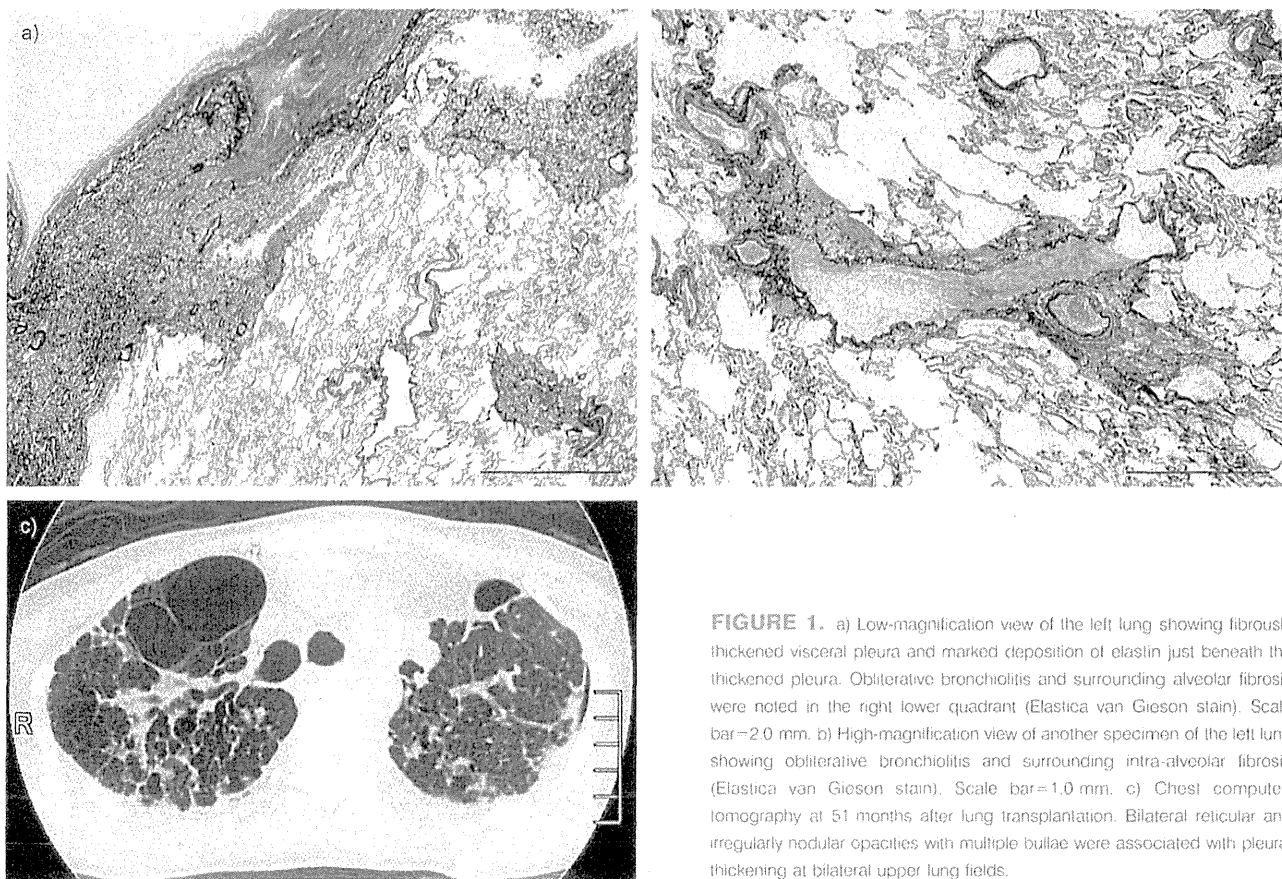 a)
b)
c)
R
FIGURE 1. a) Low-magnification view of the left lung showing fibrousl
thickened visceral pleura and marked deposition of elastin just beneath th
thickened pleura. Obliterative bronchiolitis and surrounding alveolar fibrosi
were noted in the right lower quadrant (Elastica van Gieson stain). Scal
bar=2.0 mm. b) High-magnification view of another specimen of the left lun
showing obliterative bronchiolitis and surrounding intra-alveolar fibrosi
(Elastica van Gieson stain). Scale bar=1.0 mm. c) Chest compute
tomography at 51 months after lung transplantation. Bilateral reticular an
irregularly nodular opacities with multiple bullae were associated with pleura
thickening at bilateral upper lung fields.